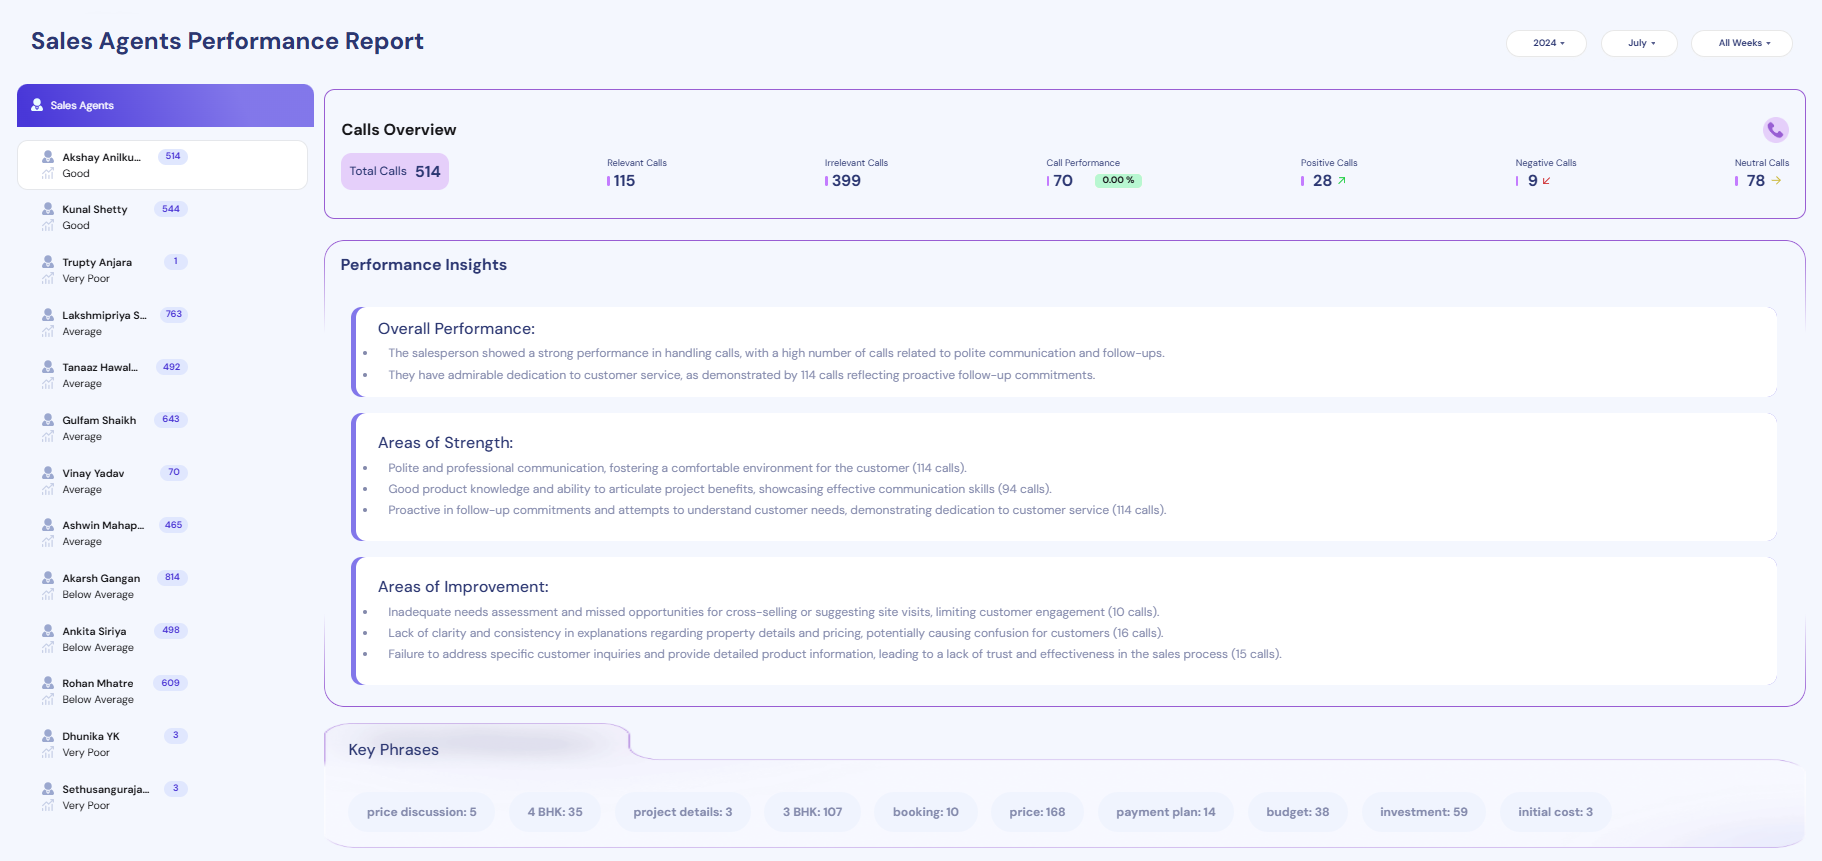 Sales Agents Performance Report
2024
July
All Weeks
Sales Agents
Akshay Anilku... 514
Good
Kunal Shetty 544
Good
Trupty Anjara 1
Very Poor
Lakshmipriya S... 763
Average
Tanaaz Hawal... 492
Average
Gulfam Shaikh 643
Average
Vinay Yadav 70
Average
Ashwin Mahap... 465
Average
Akarsh Gangan 814
Below Average
Ankita Siriya 498
Below Average
Rohan Mhatre 609
Below Average
Dhunika YK 3
Very Poor
Sethusanguraja... 3
Very Poor
Calls Overview
Total Calls 514
Relevant Calls
115
Irrelevant Calls
399
Call Performance
70 0.00 %
Positive Calls
28
Negative Calls
9
Neutral Calls
78
Performance Insights
Overall Performance:
• The salesperson showed a strong performance in handling calls, with a high number of calls related to polite communication and follow-ups.
• They have admirable dedication to customer service, as demonstrated by 114 calls reflecting proactive follow-up commitments.
Areas of Strength:
• Polite and professional communication, fostering a comfortable environment for the customer (114 calls).
• Good product knowledge and ability to articulate project benefits, showcasing effective communication skills (94 calls).
• Proactive in follow-up commitments and attempts to understand customer needs, demonstrating dedication to customer service (114 calls).
Areas of Improvement:
• Inadequate needs assessment and missed opportunities for cross-selling or suggesting site visits, limiting customer engagement (10 calls).
• Lack of clarity and consistency in explanations regarding property details and pricing, potentially causing confusion for customers (16 calls).
• Failure to address specific customer inquiries and provide detailed product information, leading to a lack of trust and effectiveness in the sales process (15 calls).
Key Phrases
price discussion: 5
4 BHK: 35
project details: 3
3 BHK: 107
booking: 10
price: 168
payment plan: 14
budget: 38
investment: 59
initial cost: 3